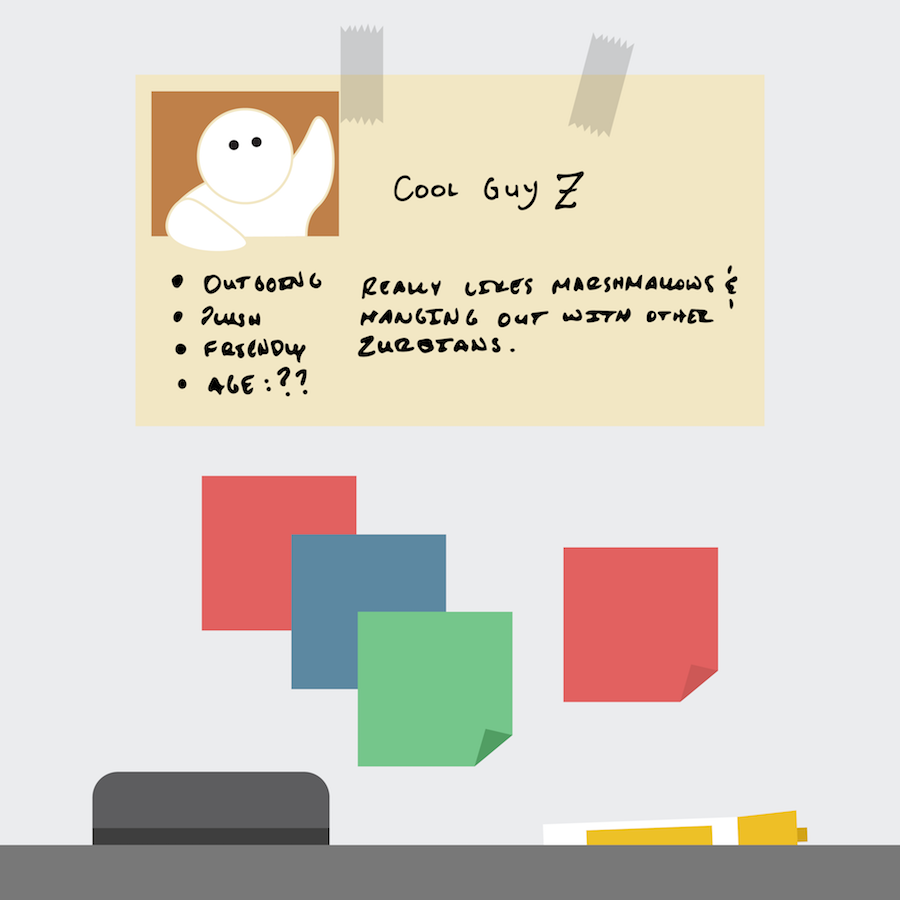 Cool Guy Z
• OUTGOING
• PLUSH
• FRIENDLY
• AGE:??
REALLY LIKES MARSHMALLOWS &
HANGING OUT WITH OTHER
ZURBIANS.